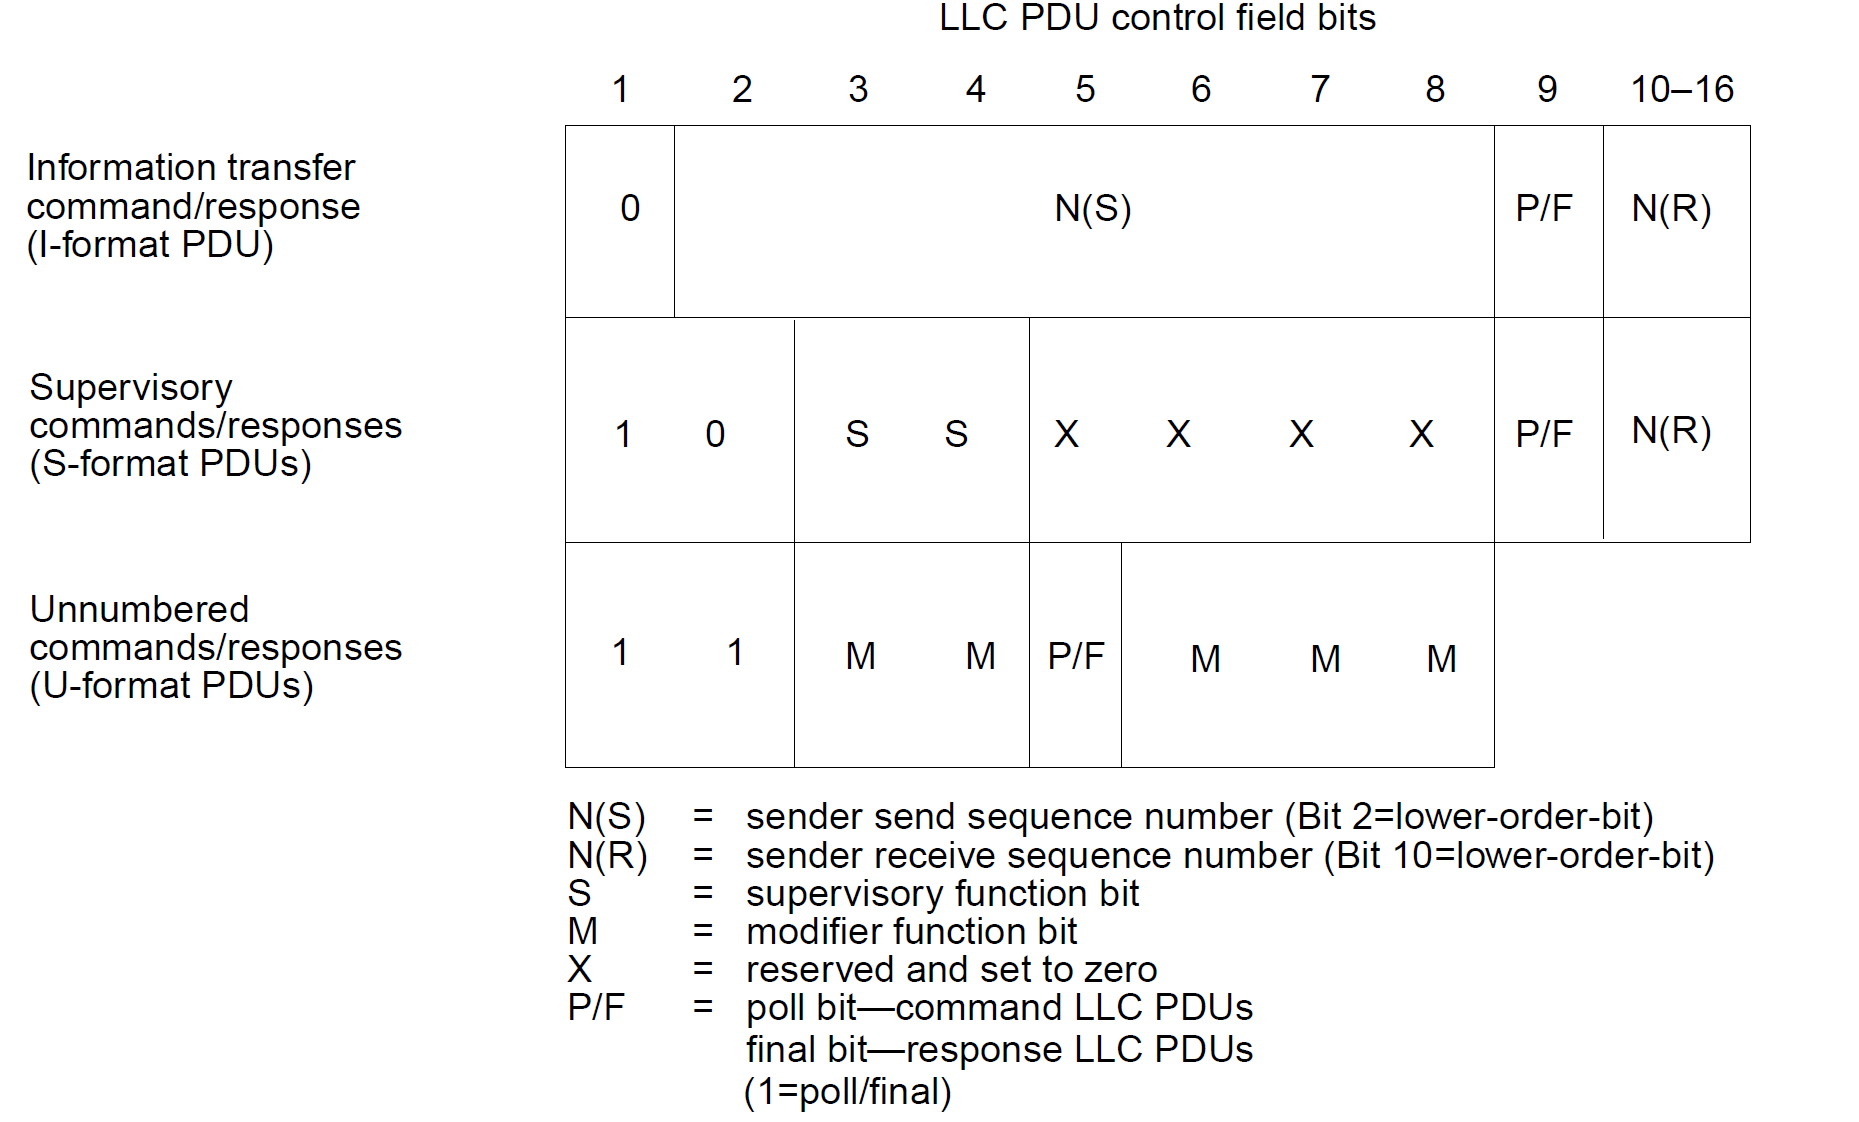 LLC PDU control field bits
1 2 3 4 5 6 7 8 9 10–16
Information transfer
command/response
(I-format PDU)
0 N(S) P/F N(R)
Supervisory
commands/responses
(S-format PDUs)
1 0 S S X X X X P/F N(R)
Unnumbered
commands/responses
(U-format PDUs)
1 1 M M P/F M M M
N(S) = sender send sequence number (Bit 2=lower-order-bit)
N(R) = sender receive sequence number (Bit 10=lower-order-bit)
S = supervisory function bit
M = modifier function bit
X = reserved and set to zero
P/F = poll bit—command LLC PDUs
final bit—response LLC PDUs
(1=poll/final)